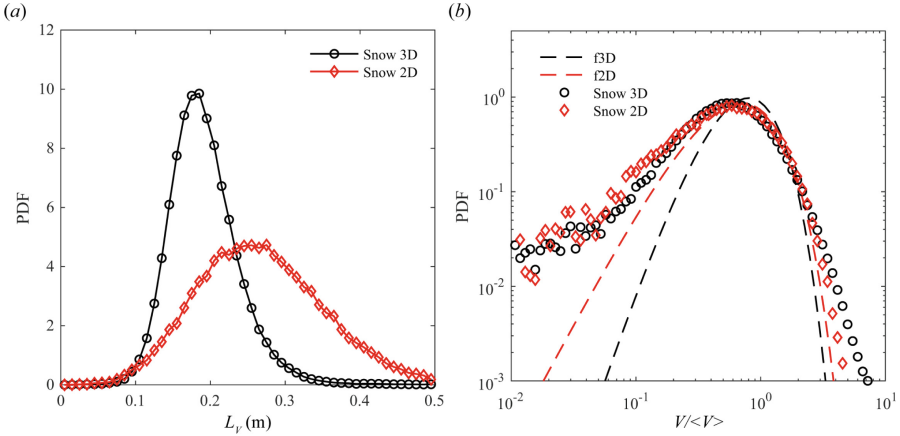 (a)
12
10
8
6
4
2
0
PDF
0
0.1
0.2
0.3
0.4
0.5
L_V (m)
Snow 3D
Snow 2D
(b)
10^0
10^-1
10^-2
10^-3
PDF
10^-2
10^-1
10^0
10^1
V/<V>
f3D
f2D
Snow 3D
Snow 2D